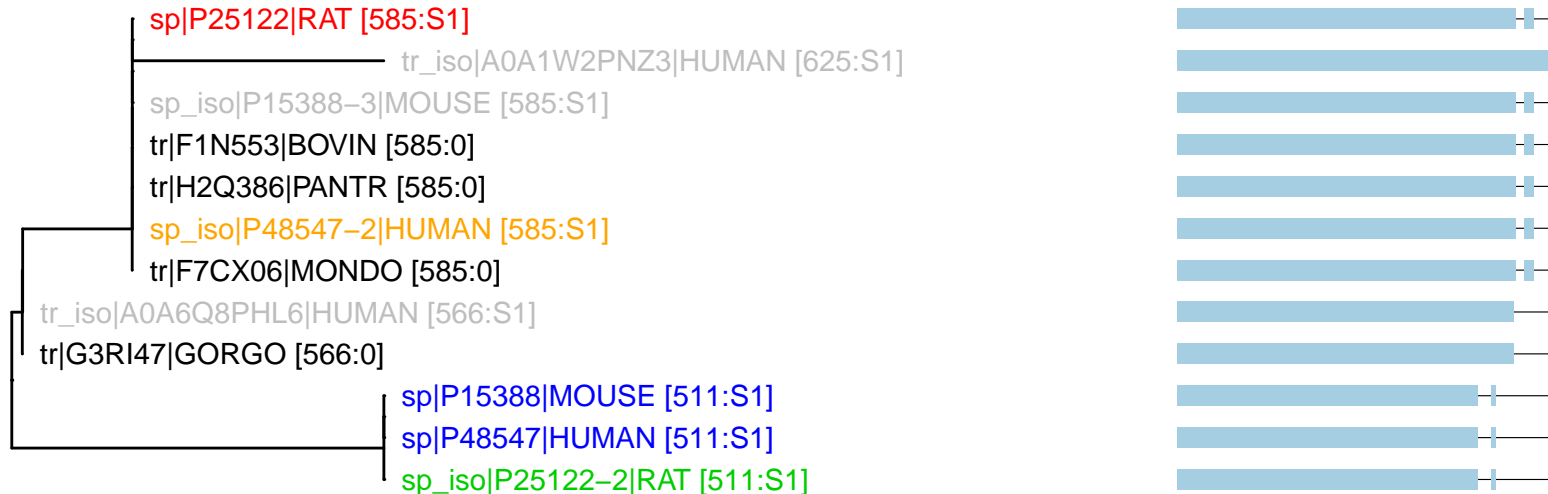 sp|P25122|RAT [585:S1]
tr_iso|A0A1W2PNZ3|HUMAN [625:S1]
sp_iso|P15388−3|MOUSE [585:S1]
tr|F1N553|BOVIN [585:0]
tr|H2Q386|PANTR [585:0]
sp_iso|P48547−2|HUMAN [585:S1]
tr|F7CX06|MONDO [585:0]
tr_iso|A0A6Q8PHL6|HUMAN [566:S1]
tr|G3RI47|GORGO [566:0]
sp|P15388|MOUSE [511:S1]
sp|P48547|HUMAN [511:S1]
sp_iso|P25122−2|RAT [511:S1]